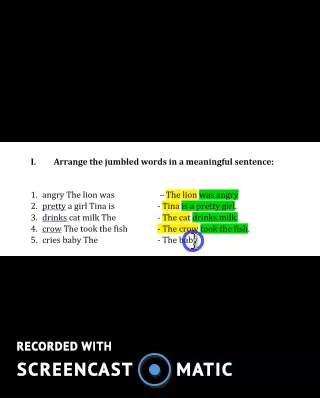 I. Arrange the jumbled words in a meaningful sentence:
1. angry The lion was – The lion was angry
2. pretty a girl Tina is - Tina is a pretty girl.
3. drinks cat milk The - The cat drinks milk.
4. crow The took the fish - The crow took the fish.
5. cries baby The - The baby
RECORDED WITH
SCREENCAST MATIC